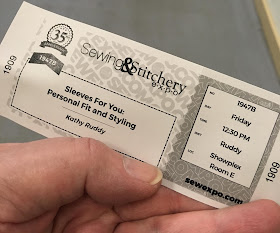 35
1947B
Sewing & Stitchery
EXPO
Sleeves For You:
Personal Fit and Styling
Kathy Ruddy
1909
1947B
Friday
12:30 PM
Ruddy
Showplex
Room E
sewexpo.com
1909